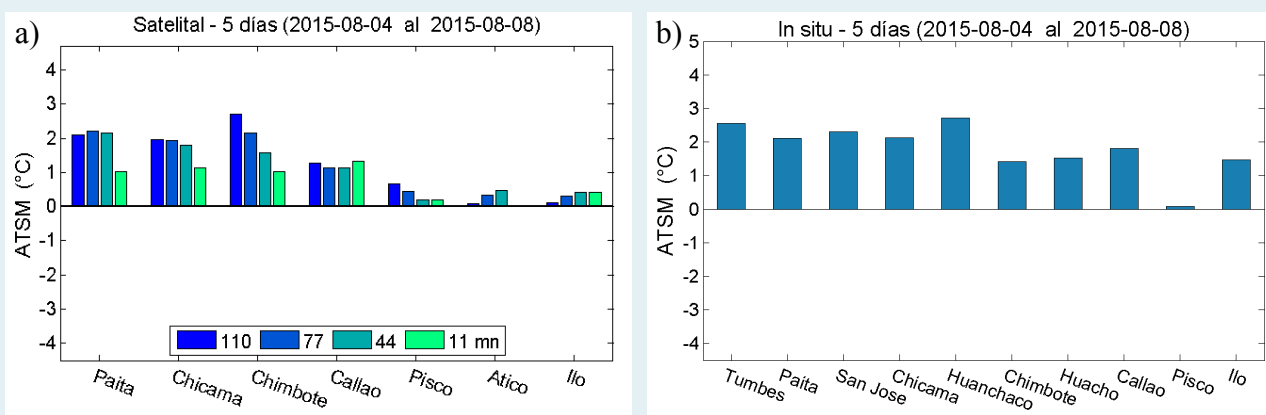 a)
Satelital - 5 días (2015-08-04 al 2015-08-08)
ATSM (°C)
4
3
2
1
0
-1
-2
-3
-4
110 77 44 11 mn
Paita Chicama Chimbote Callao Pisco Atico Ilo
b)
In situ - 5 días (2015-08-04 al 2015-08-08)
ATSM (°C)
5
4
3
2
1
0
-1
-2
-3
-4
Tumbes Paita San Jose Chicama Huanchaco Chimbote Huacho Callao Pisco Ilo